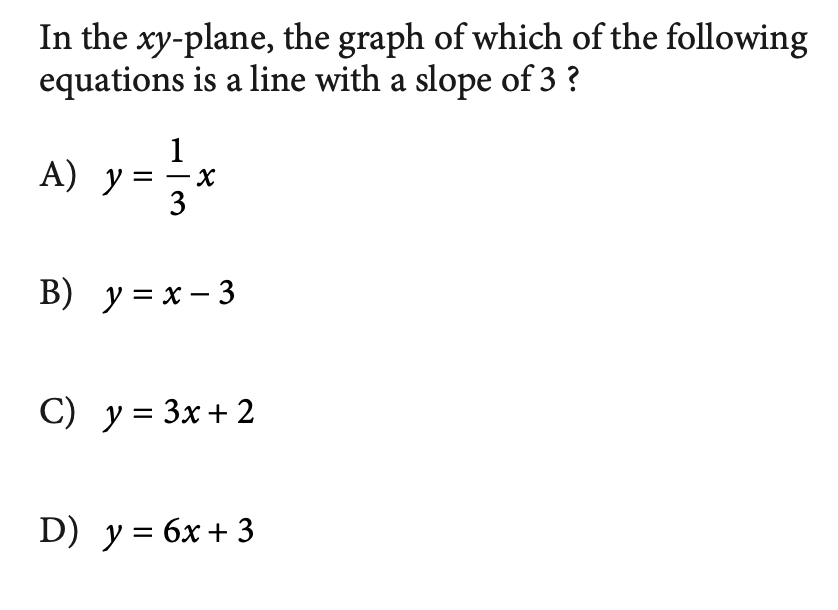 In the xy-plane, the graph of which of the following
equations is a line with a slope of 3 ?
A) y = 1/3 x
B) y = x – 3
C) y = 3x + 2
D) y = 6x + 3